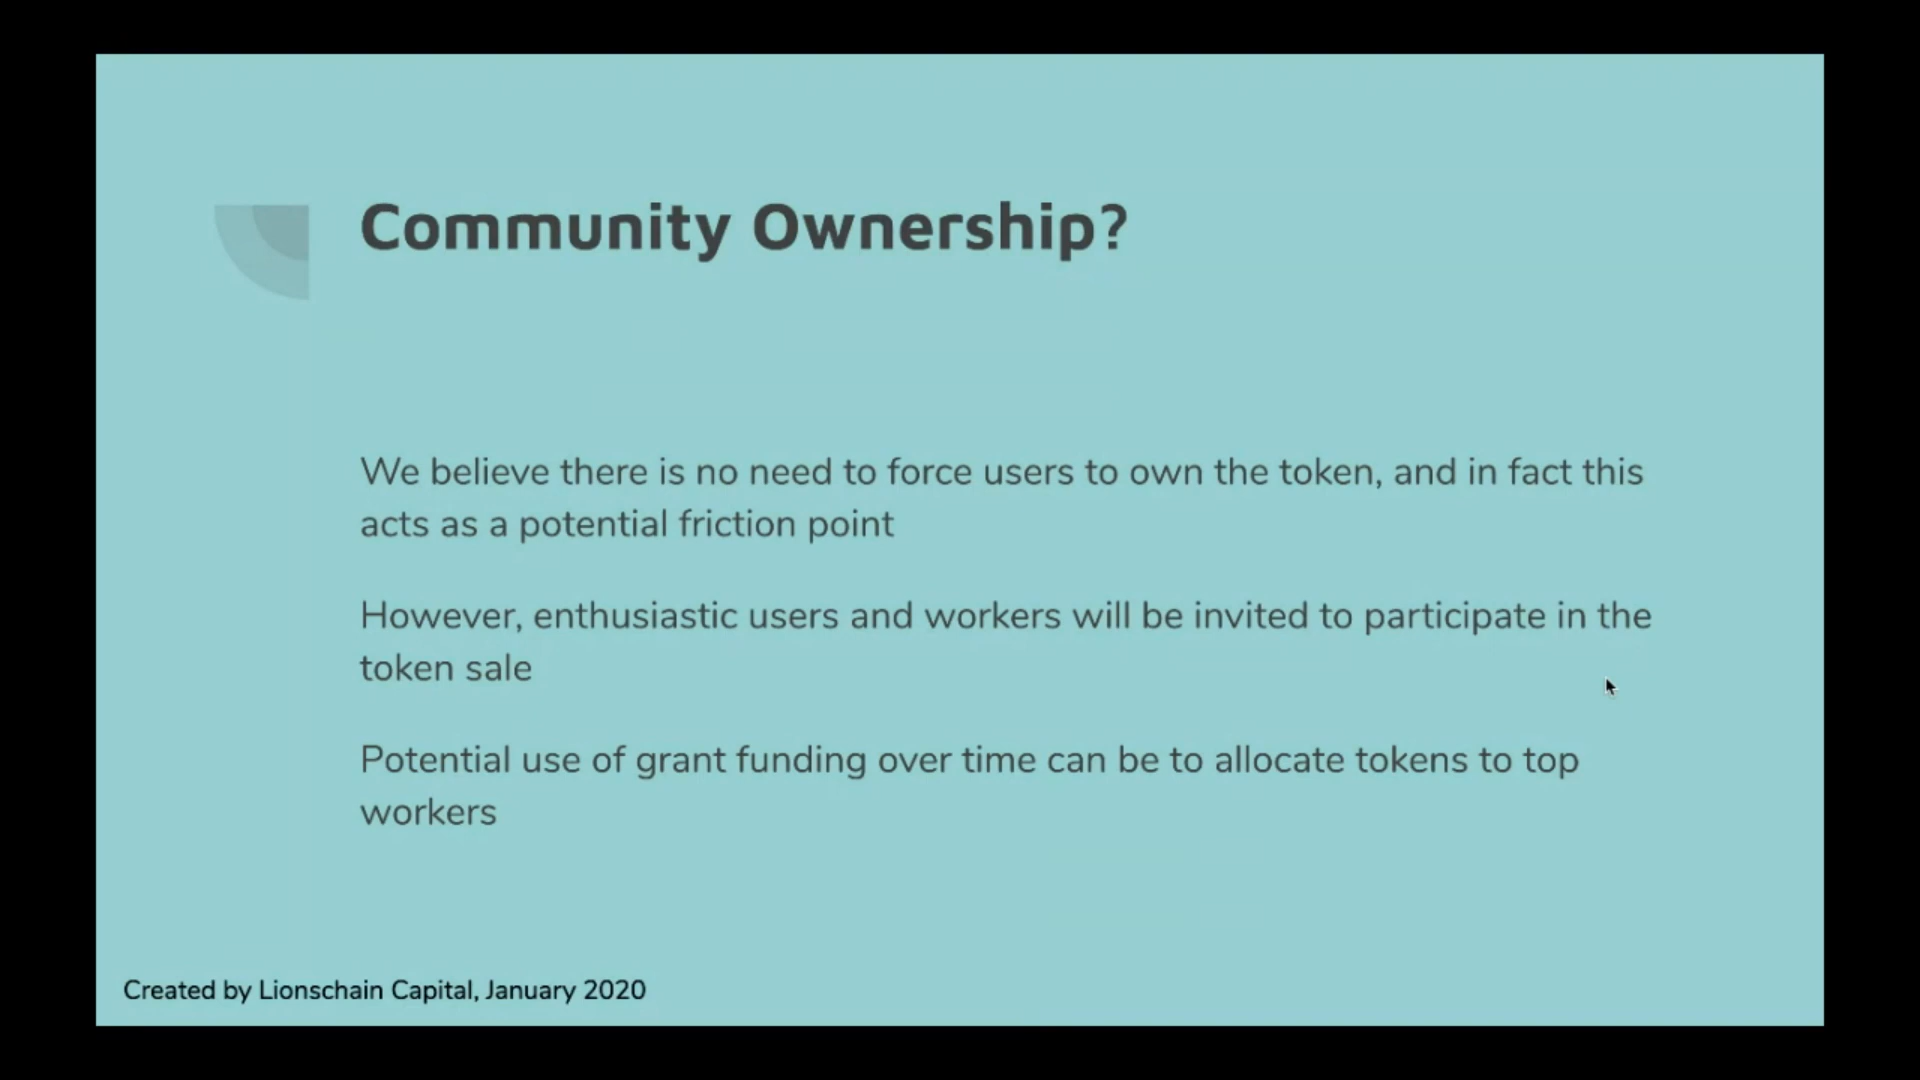 Community Ownership?
We believe there is no need to force users to own the token, and in fact this
acts as a potential friction point
However, enthusiastic users and workers will be invited to participate in the
token sale
Potential use of grant funding over time can be to allocate tokens to top
workers
Created by Lionschain Capital, January 2020